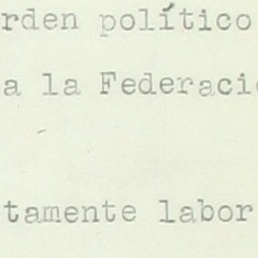 rden político
a la Federaci
tamente labor